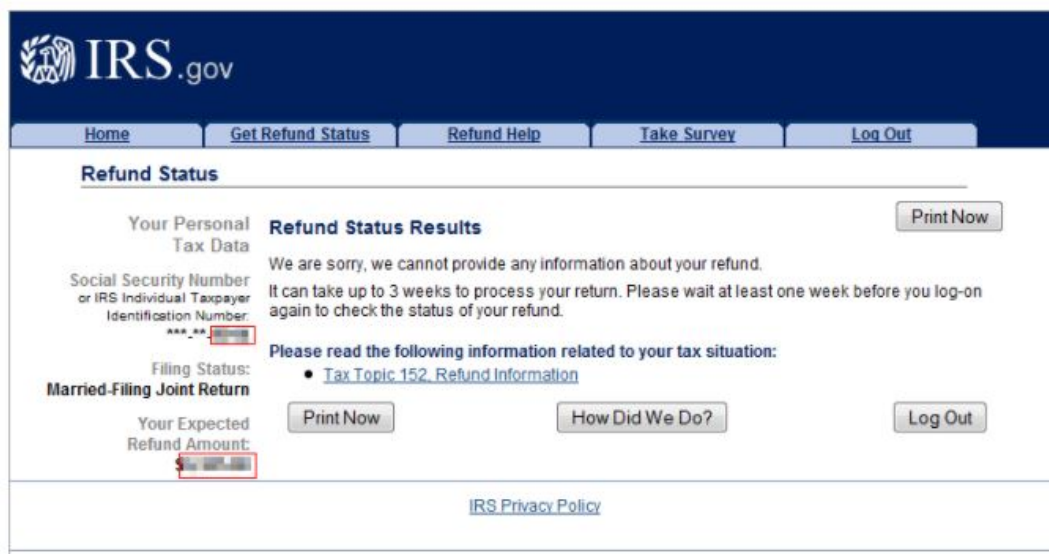 IRS.gov
Home Get Refund Status Refund Help Take Survey Log Out
Refund Status
Print Now
Your Personal
Tax Data
Social Security Number
or IRS Individual Taxpayer
Identification Number:
***-**-
Filing Status:
Married-Filing Joint Return
Your Expected
Refund Amount:
$
Refund Status Results
We are sorry, we cannot provide any information about your refund.
It can take up to 3 weeks to process your return. Please wait at least one week before you log-on
again to check the status of your refund.
Please read the following information related to your tax situation:
• Tax Topic 152, Refund Information
Print Now How Did We Do? Log Out
IRS Privacy Policy